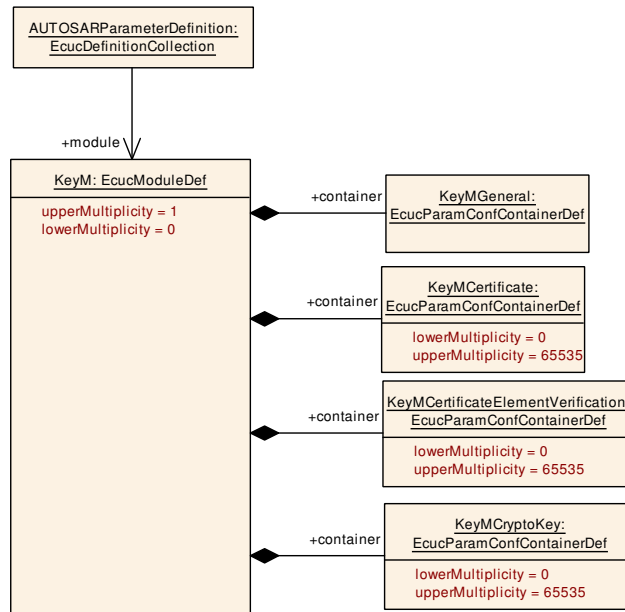 AUTOSARParameterDefinition:
EcucDefinitionCollection
+module
KeyM: EcucModuleDef
upperMultiplicity = 1
lowerMultiplicity = 0
+container
KeyMGeneral:
EcucParamConfContainerDef
+container
KeyMCertificate:
EcucParamConfContainerDef
lowerMultiplicity = 0
upperMultiplicity = 65535
+container
KeyMCertificateElementVerification:
EcucParamConfContainerDef
lowerMultiplicity = 0
upperMultiplicity = 65535
+container
KeyMCryptoKey:
EcucParamConfContainerDef
lowerMultiplicity = 0
upperMultiplicity = 65535